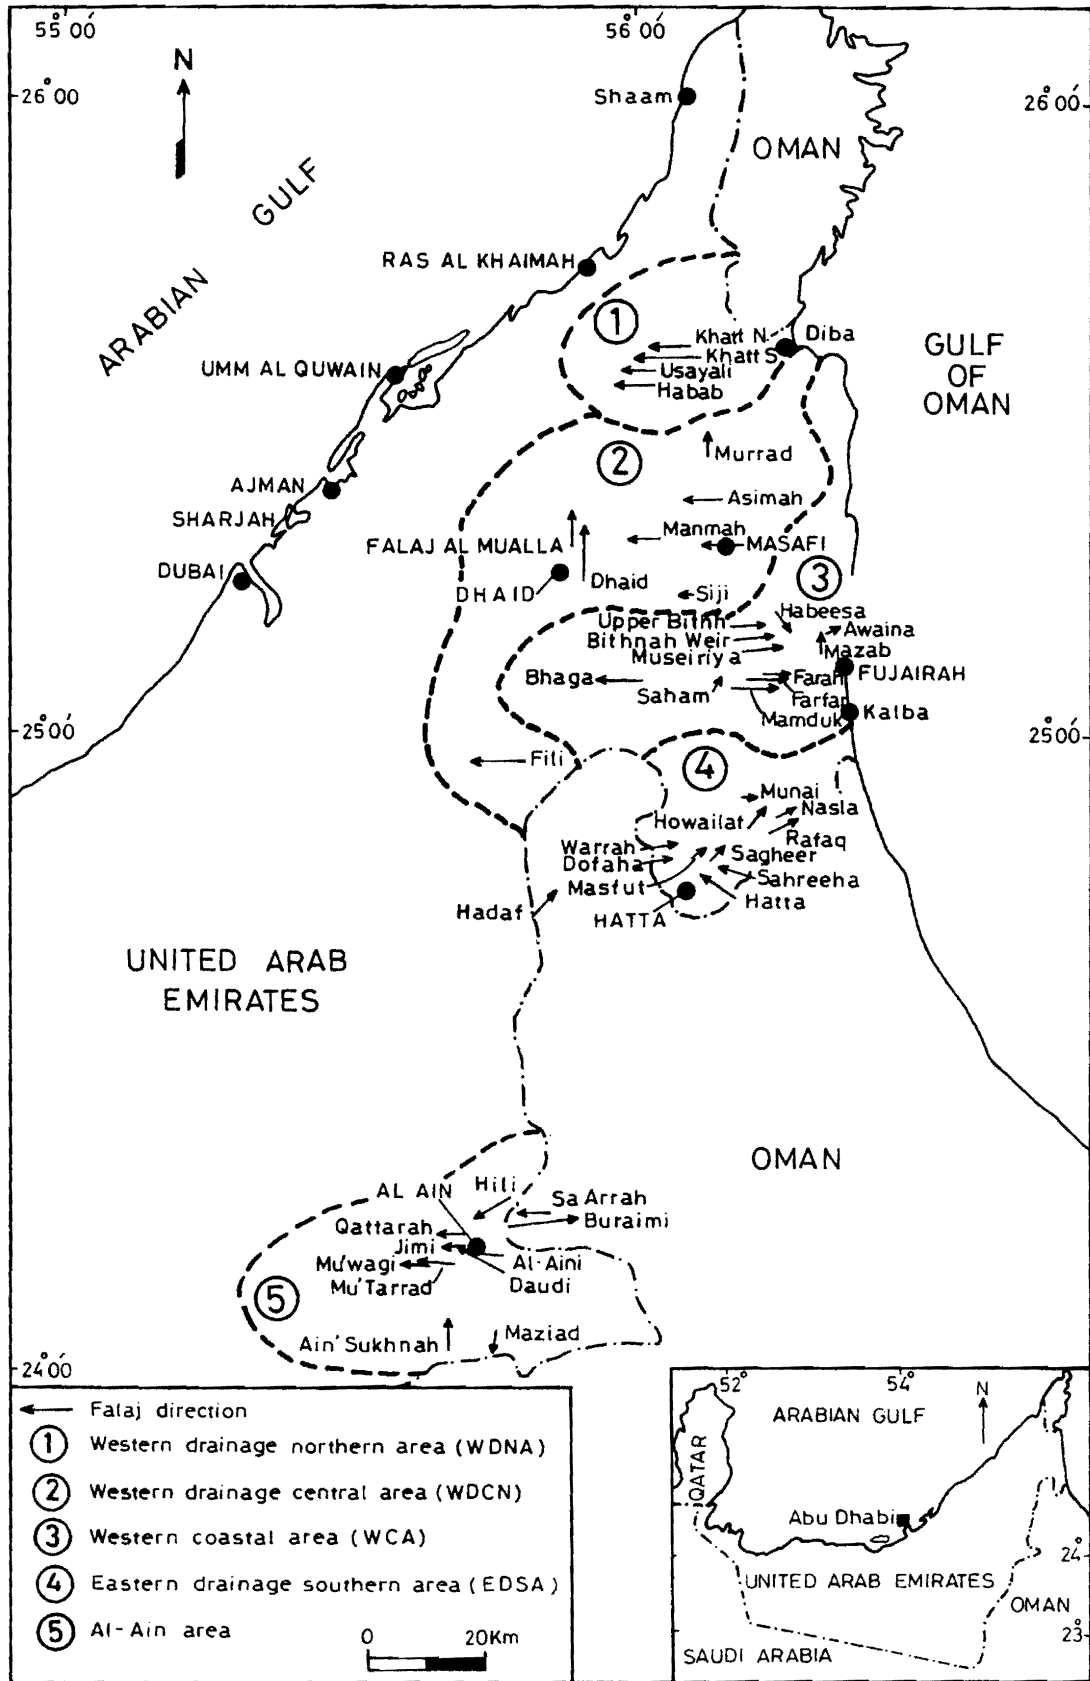 55°00'
56°00'
N
26°00'
26°00'
Shaam
OMAN
ARABIAN GULF
RAS AL KHAIMAH
1
Khatt N.
Diba
Khatt S
UMM AL QUWAIN
Usayali
Habab
GULF
OF
OMAN
2
Murrad
AJMAN
Asimah
SHARJAH
Manmah
FALAJ AL MUALLA
MASAFI
DUBAI
3
DHAID
Dhaid
Siji
Habeesa
Upper Bithh
Awaina
Bithnah Weir
Mazab
Museiriya
FUJAIRAH
Bhaga
Farah
Saham
Farfar
Mamduk
Kalba
25°00'
25°00'
Fili
4
Munai
Nasla
Howailat
Rafaq
Warrah
Sagheer
Dofaha
Sahreeha
Masfut
Hatta
Hadaf
HATTA
UNITED ARAB
EMIRATES
OMAN
AL AIN
Hili
Sa Arrah
Buraimi
Qattarah
Jimi
Al-Aini
Mu'wagi
Daudi
Mu'Tarrad
5
Ain'Sukhnah
Maziad
24°00'
Falaj direction
1 Western drainage northern area (WDNA)
2 Western drainage central area (WDCN)
3 Western coastal area (WCA)
4 Eastern drainage southern area (EDSA)
5 Al-Ain area
0 20Km
52°
54°
N
ARABIAN GULF
QATAR
Abu Dhabi
24°
UNITED ARAB EMIRATES
OMAN
23°
SAUDI ARABIA